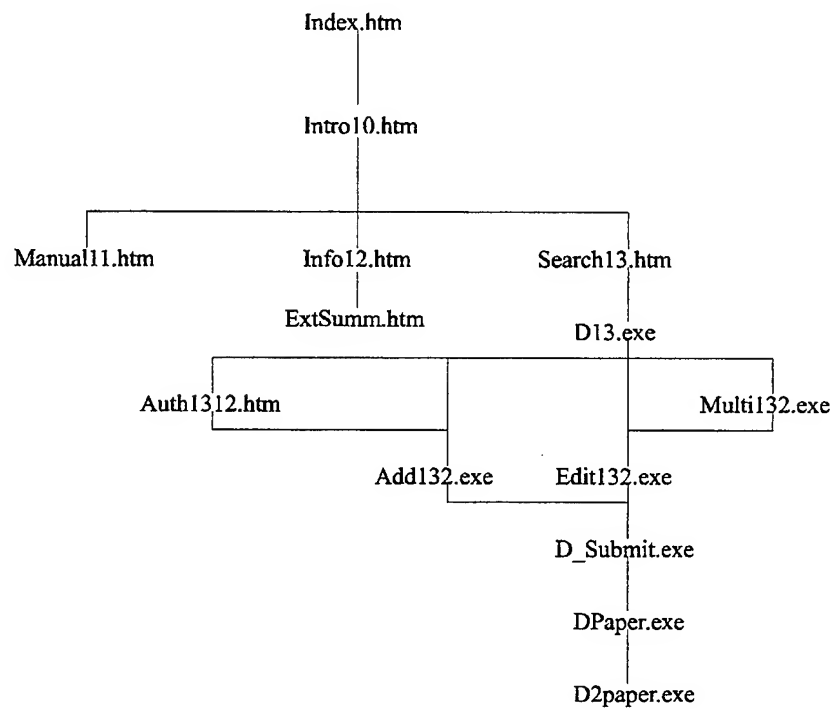 Index.htm
Intro10.htm
Manual11.htm Info12.htm Search13.htm
ExtSumm.htm
D13.exe
Auth1312.htm Multi132.exe
Add132.exe Edit132.exe
D_Submit.exe
DPaper.exe
D2paper.exe